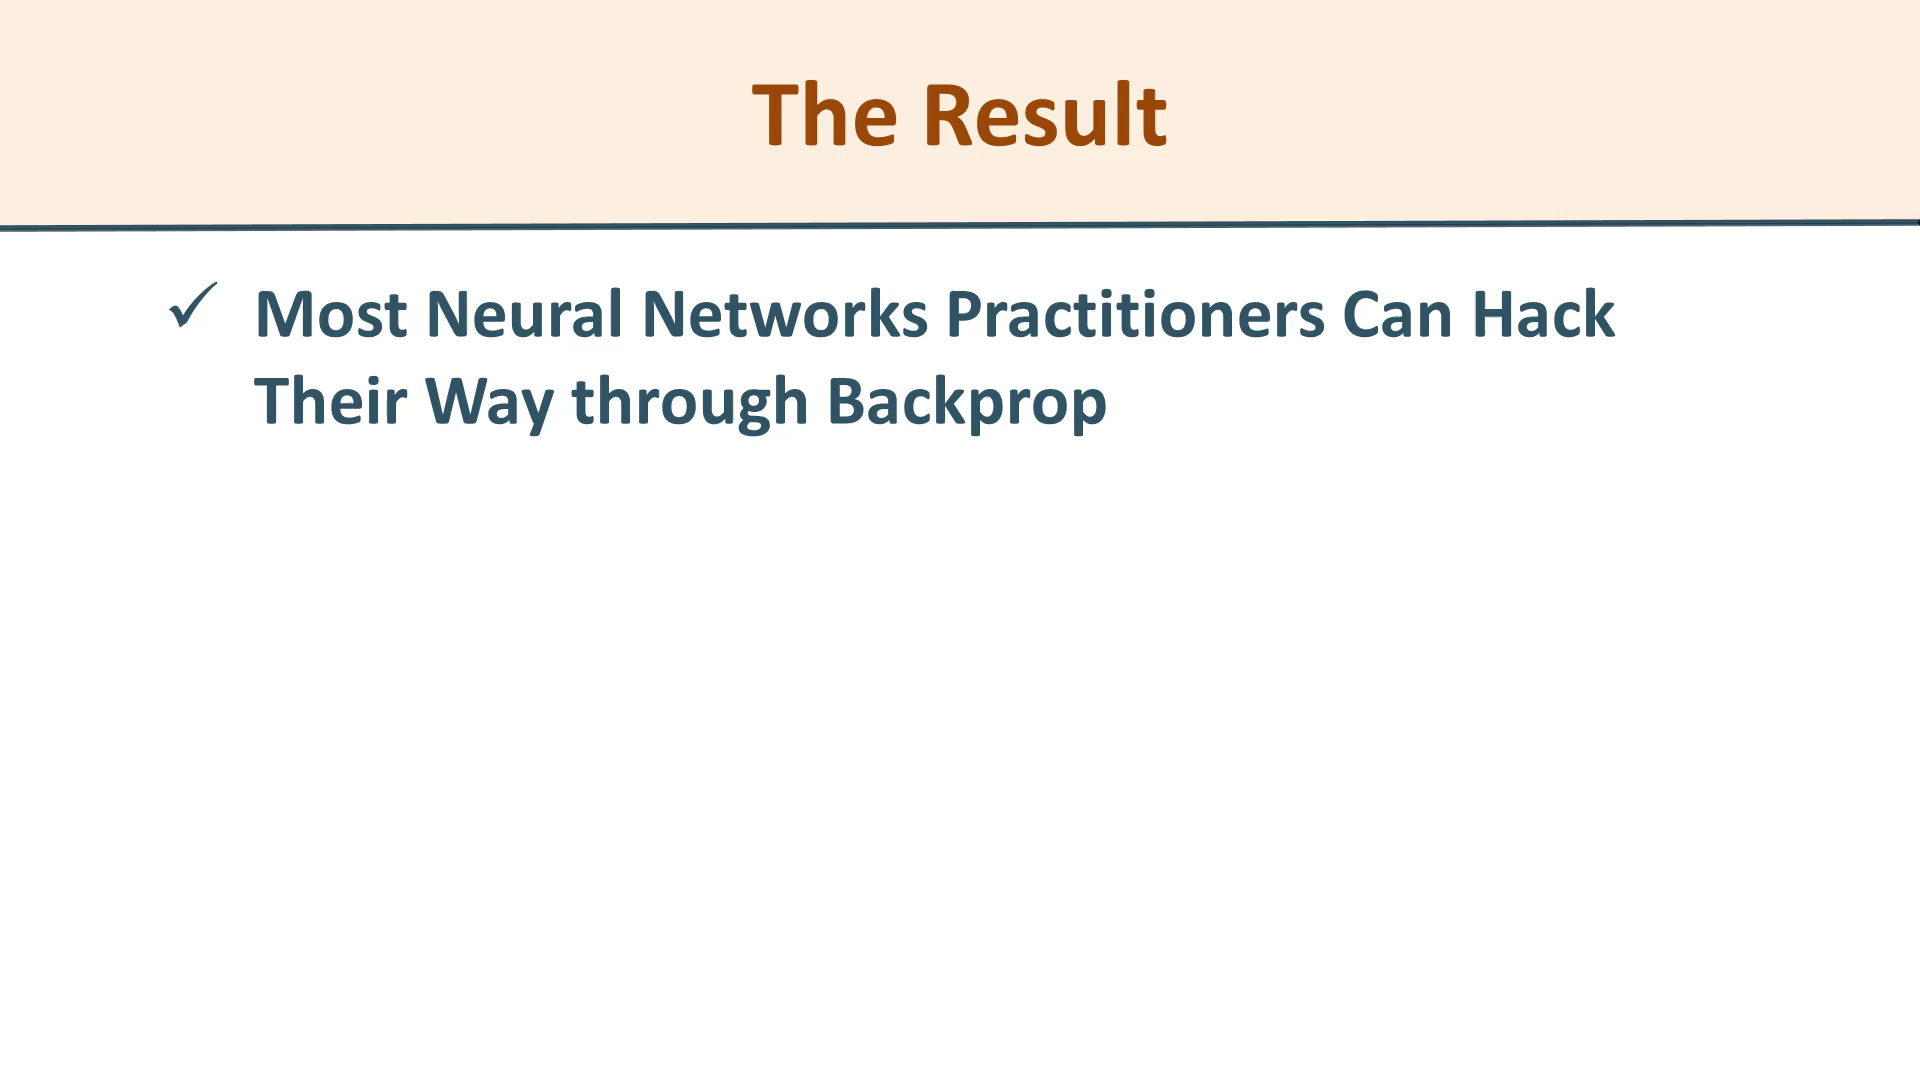 The Result
✓ Most Neural Networks Practitioners Can Hack
Their Way through Backprop